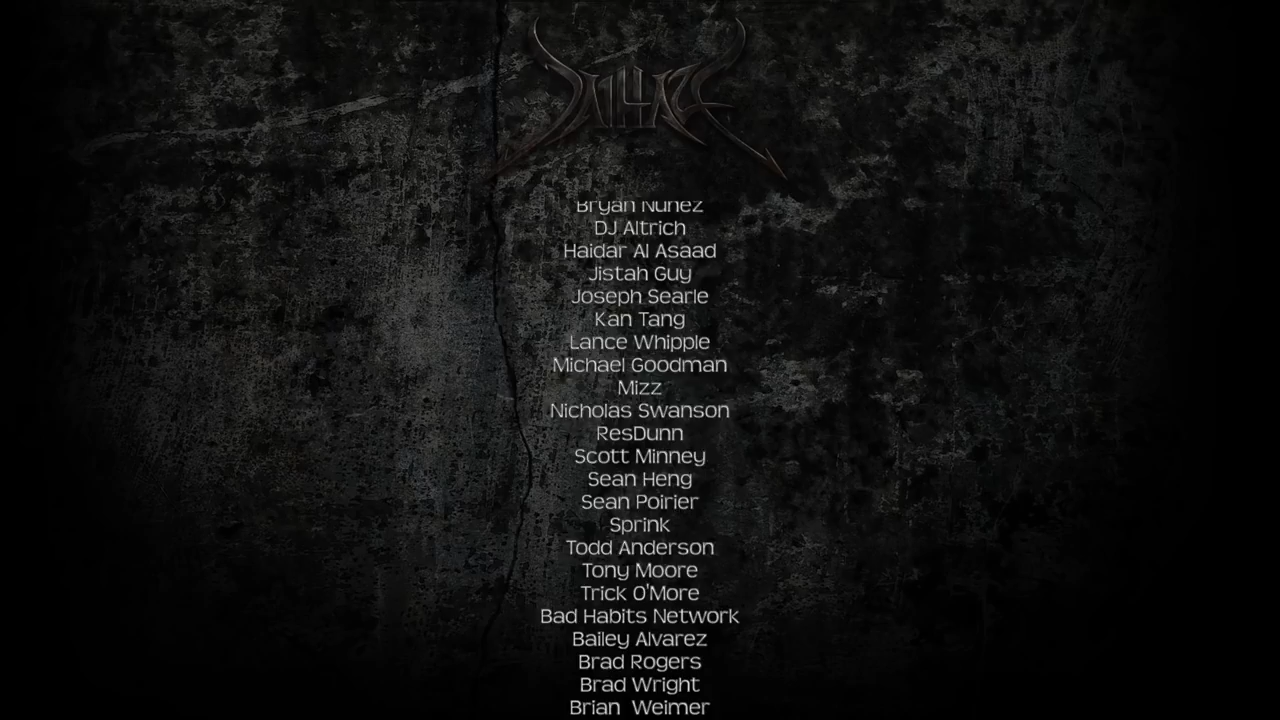 Bryan Nunez
DJ Altrich
Haidar Al Asaad
Jistah Guy
Joseph Searle
Kan Tang
Lance Whipple
Michael Goodman
Mizz
Nicholas Swanson
ResDunn
Scott Minney
Sean Heng
Sean Poirier
Sprink
Todd Anderson
Tony Moore
Trick O'More
Bad Habits Network
Bailey Alvarez
Brad Rogers
Brad Wright
Brian Weimer